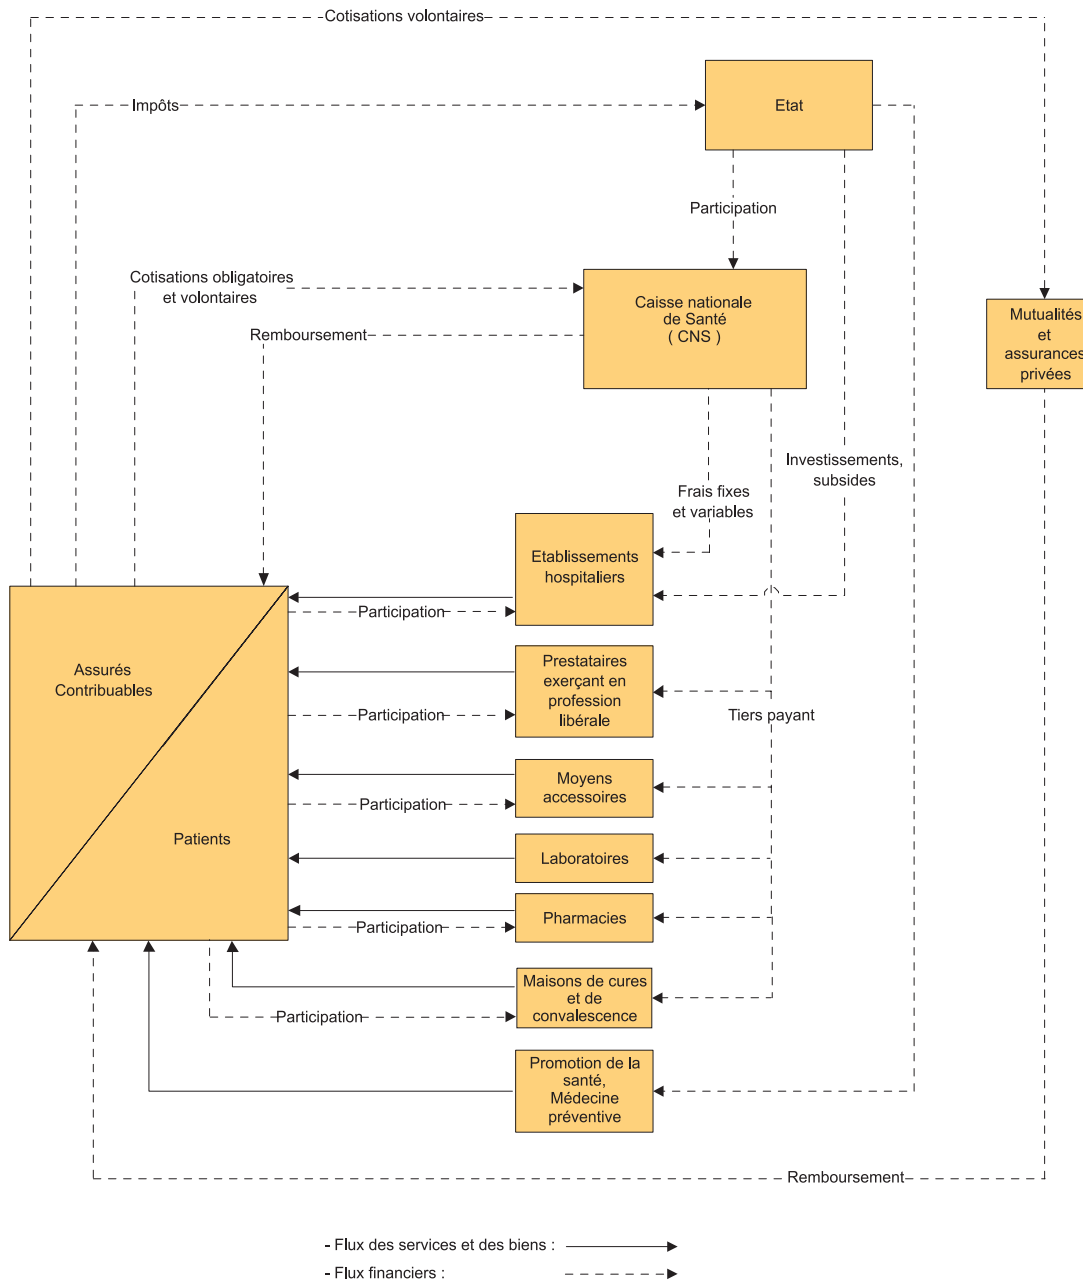 Cotisations volontaires
Impôts
Etat
Participation
Cotisations obligatoires
et volontaires
Caisse nationale
de Santé
( CNS )
Remboursement
Mutualités
et
assurances
privées
Investissements,
subsides
Frais fixes
et variables
Etablissements
hospitaliers
Participation
Assurés
Contribuables
Prestataires
exerçant en
profession
libérale
Participation
Tiers payant
Moyens
accessoires
Participation
Patients
Laboratoires
Pharmacies
Participation
Maisons de cures
et de
convalescence
Participation
Promotion de la
santé,
Médecine
préventive
Remboursement
- Flux des services et des biens :
- Flux financiers :